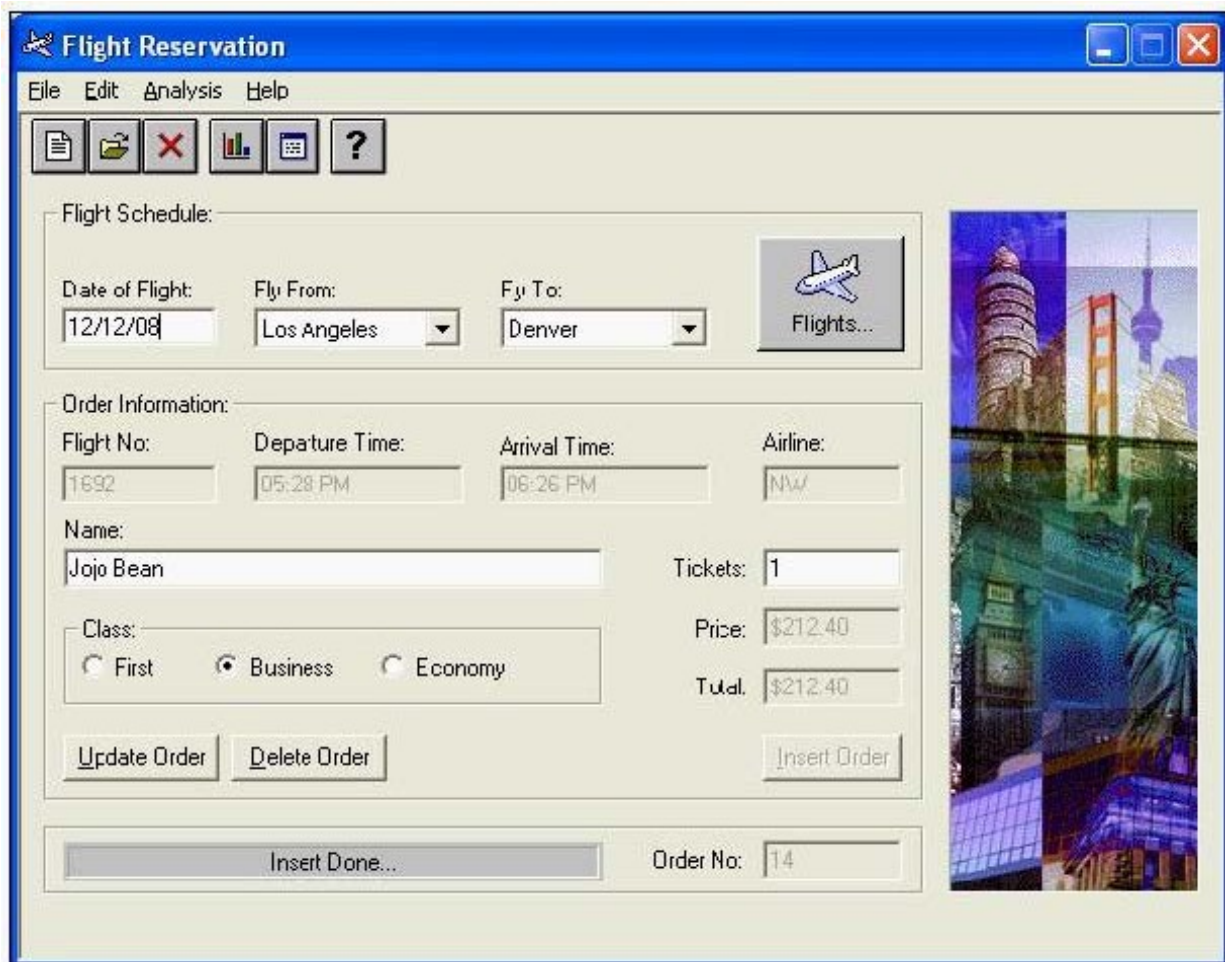 Flight Reservation
File Edit Analysis Help
?
Flight Schedule:
Date of Flight: Fly From: Fly To:
12/12/08 Los Angeles Denver Flights...
Order Information:
Flight No: Departure Time: Arrival Time: Airline:
1692 05:28 PM 06:26 PM NW
Name:
Jojo Bean Tickets: 1
Class: Price: $212.40
First Business Economy
Total: $212.40
Update Order Delete Order Insert Order
Insert Done... Order No: 14